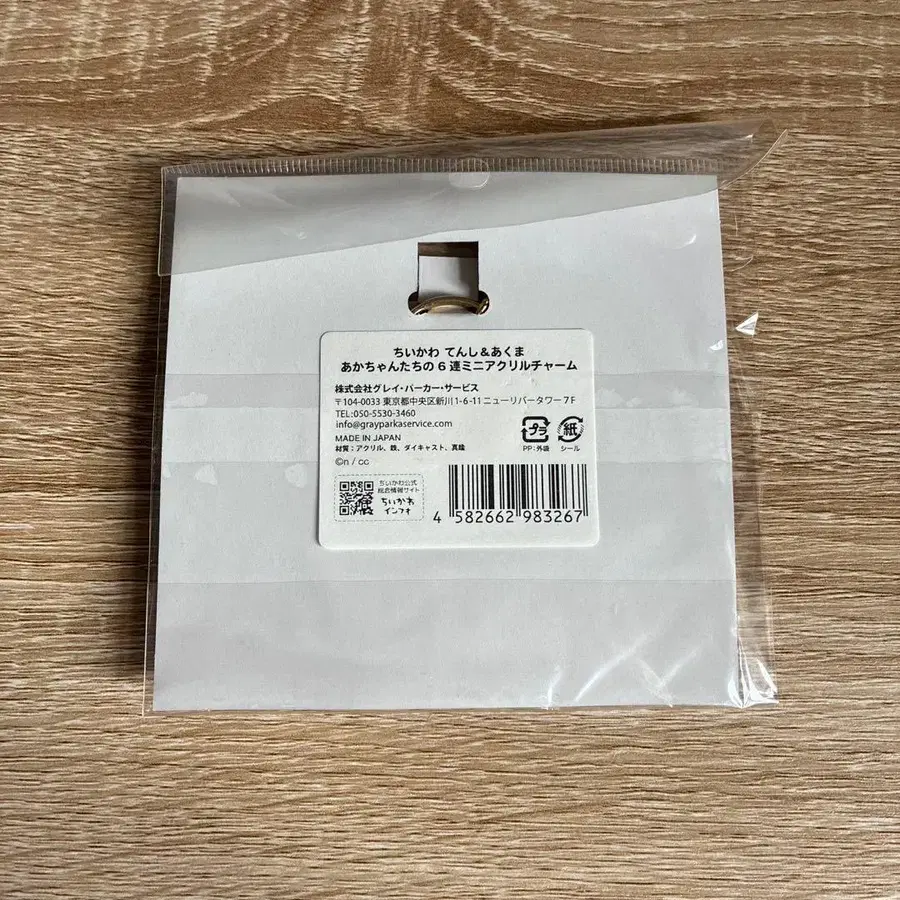 ちいかわ てんし&あくま
あかちゃんたちの6連ミニアクリルチャーム
株式会社グレイ・パーカー・サービス
〒104-0033 東京都中央区新川1-6-11ニューリバータワー7F
TEL:050-5530-3460
info@grayparkaservice.com
MADE IN JAPAN
材質：アクリル、鉄、ダイキャスト、真鍮
©n / cc
プラ
PP:外袋
紙
シール
ちいかわ公式
総合情報サイト
ちいかわ
インフォ
4 582662 983267